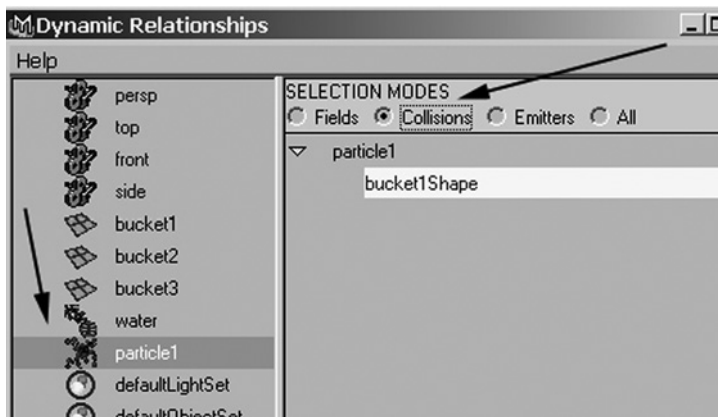 Dynamic Relationships
Help
persp
top
front
side
bucket1
bucket2
bucket3
water
particle1
defaultLightSet
defaultObjectSet
SELECTION MODES
Fields Collisions Emitters All
particle1
bucket1Shape